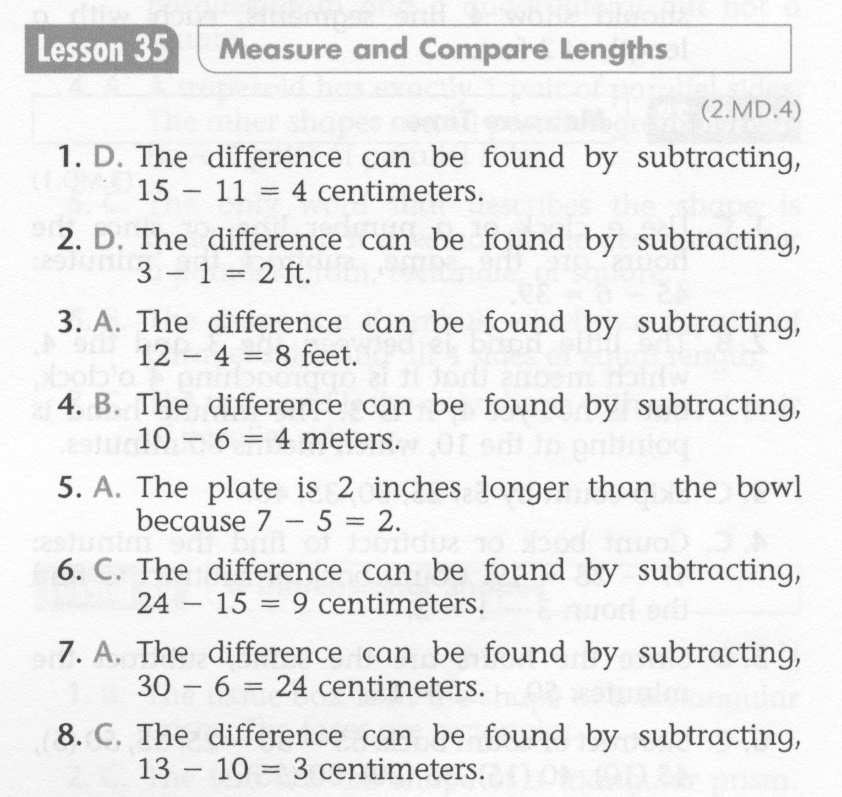 Lesson 35 Measure and Compare Lengths
(2.MD.4)
1. D. The difference can be found by subtracting,
15 – 11 = 4 centimeters.
2. D. The difference can be found by subtracting,
3 – 1 = 2 ft.
3. A. The difference can be found by subtracting,
12 – 4 = 8 feet.
4. B. The difference can be found by subtracting,
10 – 6 = 4 meters.
5. A. The plate is 2 inches longer than the bowl
because 7 – 5 = 2.
6. C. The difference can be found by subtracting,
24 – 15 = 9 centimeters.
7. A. The difference can be found by subtracting,
30 – 6 = 24 centimeters.
8. C. The difference can be found by subtracting,
13 – 10 = 3 centimeters.